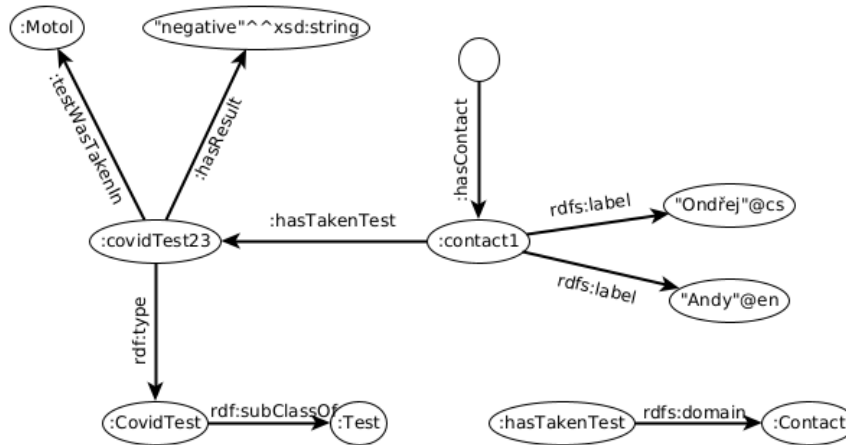 :Motol
"negative"^^xsd:string
:testWasTakenIn
:hasResult
:hasContact
:hasTakenTest
rdfs:label
"Ondřej"@cs
:covidTest23
:contact1
rdfs:label
"Andy"@en
rdf:type
:CovidTest
rdf:subClassOf
:Test
:hasTakenTest
rdfs:domain
:Contact